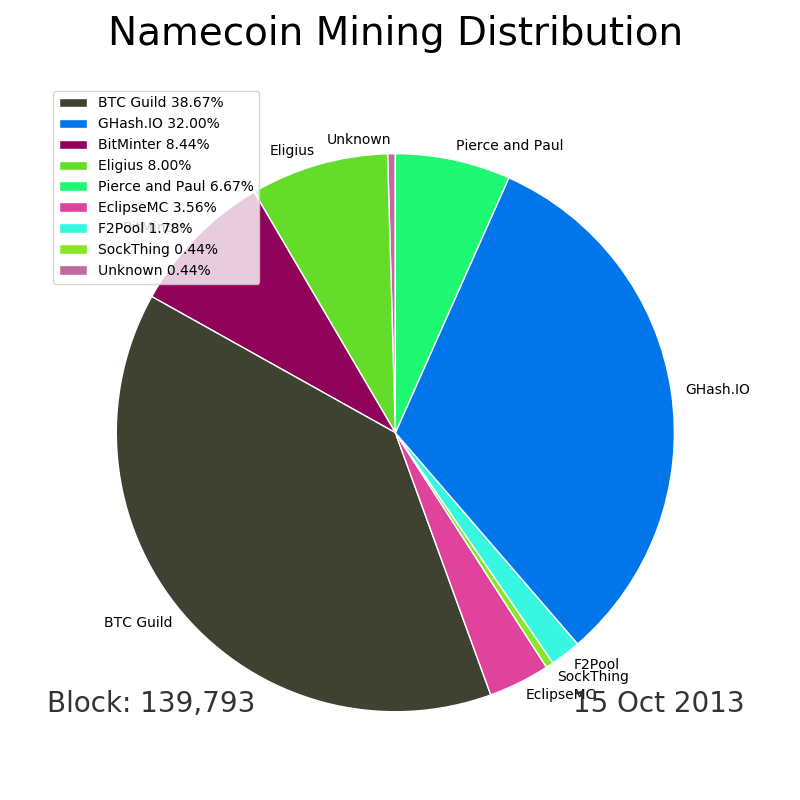 Namecoin Mining Distribution
BTC Guild 38.67%
GHash.IO 32.00%
BitMinter 8.44%
Eligius 8.00%
Pierce and Paul 6.67%
EclipseMC 3.56%
F2Pool 1.78%
SockThing 0.44%
Unknown 0.44%
Eligius
Unknown
Pierce and Paul
BitMinter
GHash.IO
BTC Guild
F2Pool
SockThing
EclipseMC
Block: 139,793
15 Oct 2013